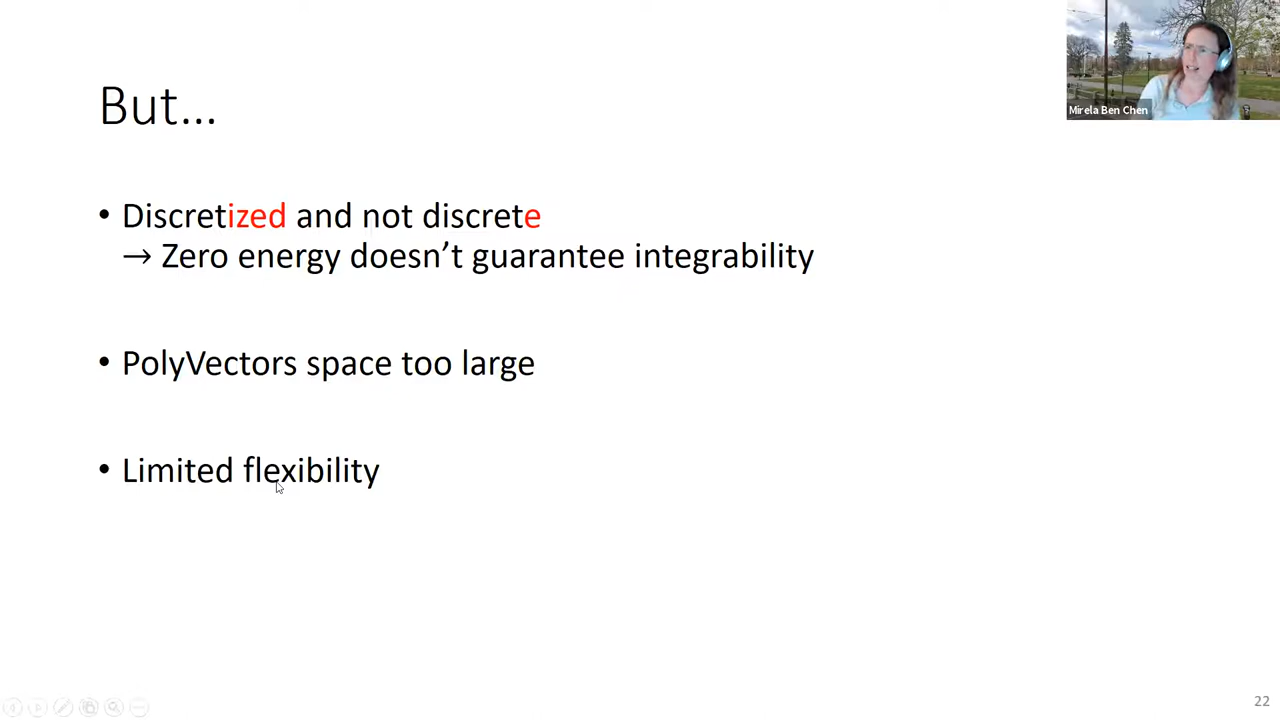 Mirela Ben Chen
But...
• Discretized and not discrete
→ Zero energy doesn't guarantee integrability
• PolyVectors space too large
• Limited flexibility
22